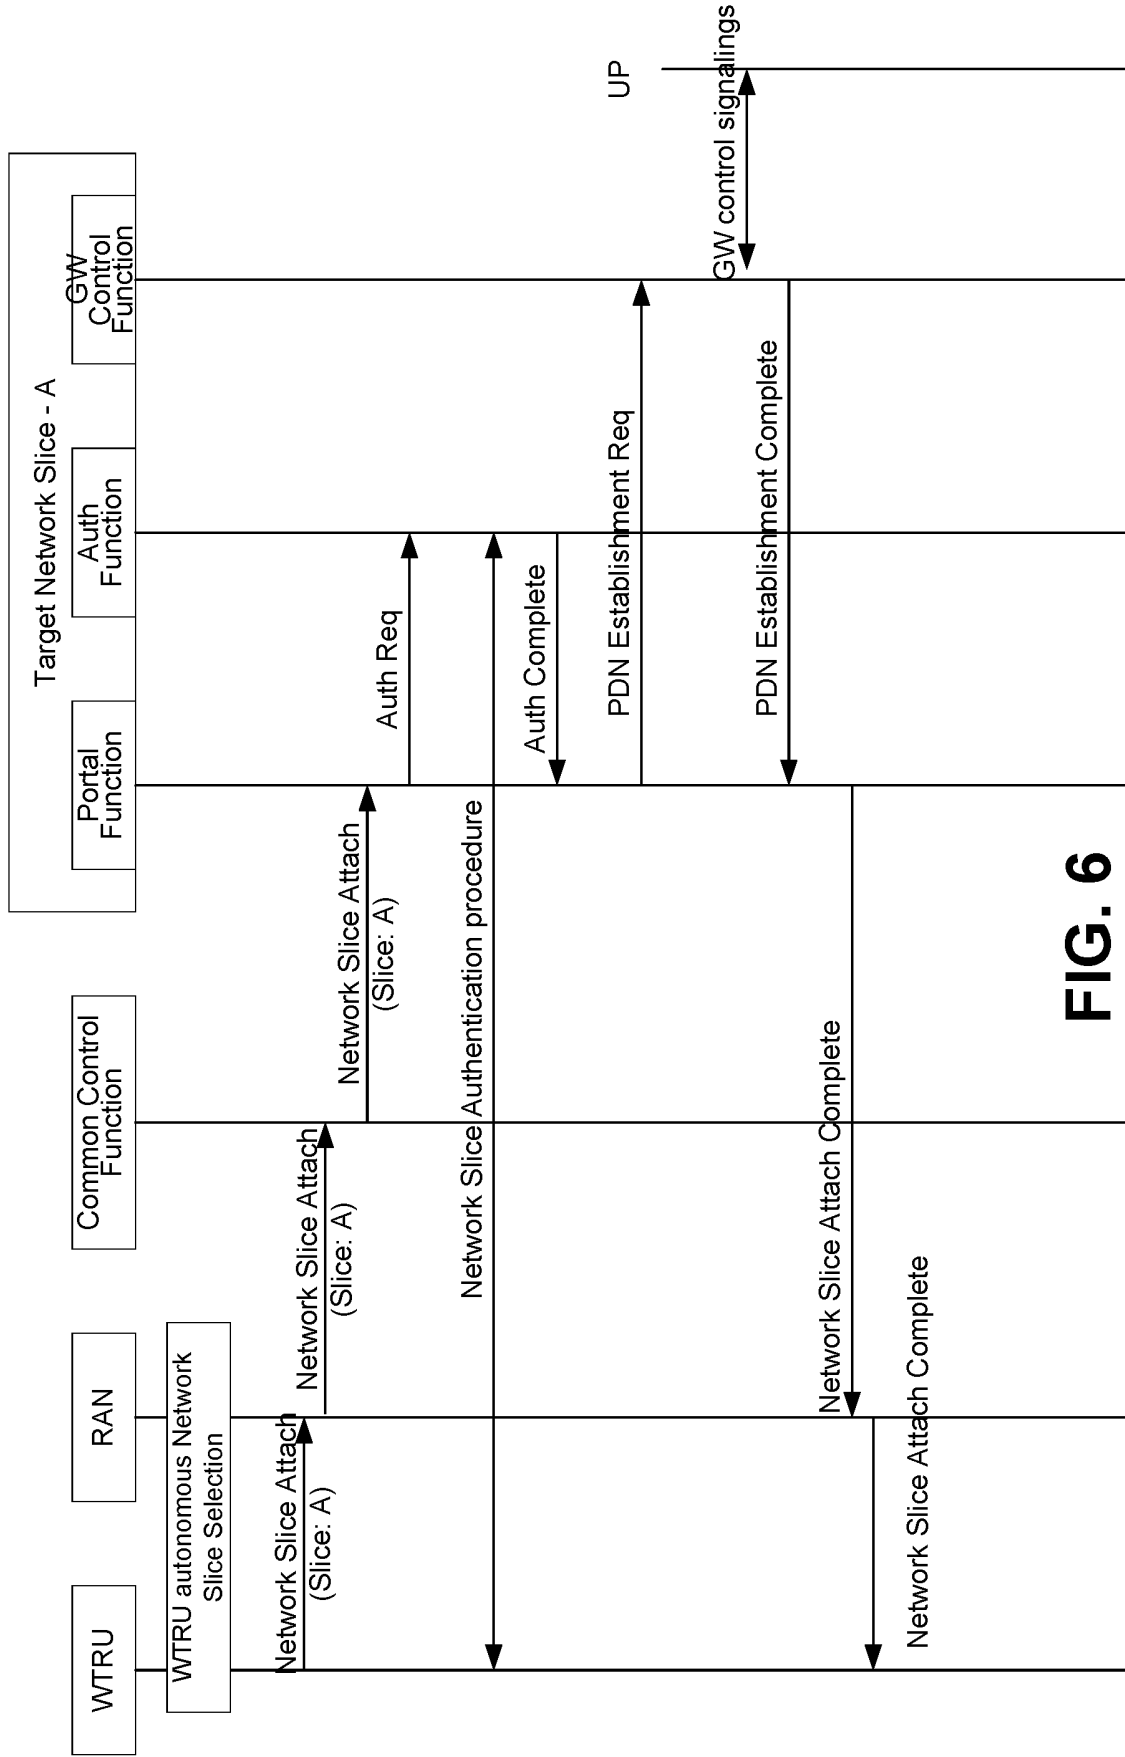 Target Network Slice - A
WTRU
RAN
Common Control
Function
Portal
Function
Auth
Function
GW
Control
Function
UP
WTRU autonomous Network
Slice Selection
Network Slice Attach
(Slice: A)
Network Slice Attach
(Slice: A)
Network Slice Attach
(Slice: A)
Auth Req
Network Slice Authentication procedure
Auth Complete
PDN Establishment Req
GW control signalings
PDN Establishment Complete
Network Slice Attach Complete
Network Slice Attach Complete
FIG. 6